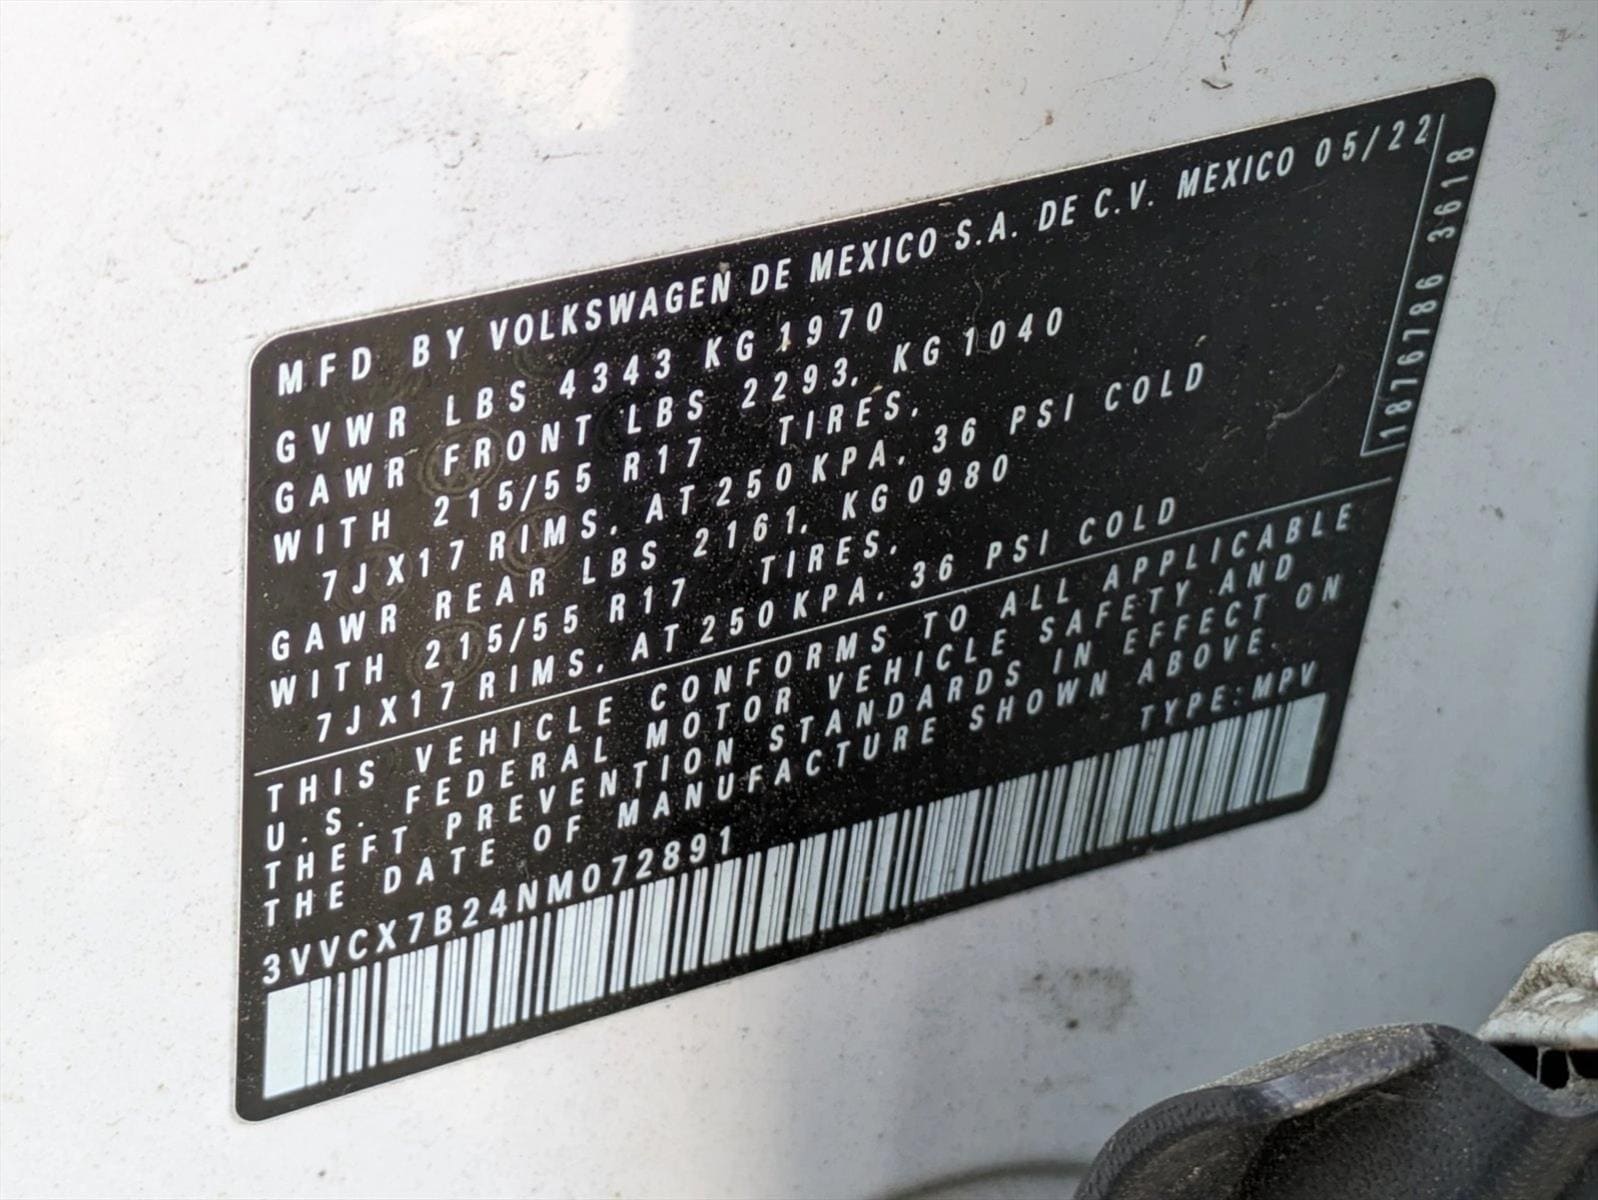 MFD BY VOLKSWAGEN DE MEXICO S.A. DE C.V. MEXICO 05/22
GVWR LBS 4343 KG 1970
GAWR FRONT LBS 2293, KG 1040
WITH 215/55 R17 TIRES,
7JX17 RIMS, AT 250 KPA, 36 PSI COLD
GAWR REAR LBS 2161, KG 0980
WITH 215/55 R17 TIRES,
7JX17 RIMS, AT 250 KPA, 36 PSI COLD
THIS VEHICLE CONFORMS TO ALL APPLICABLE
U.S. FEDERAL MOTOR VEHICLE SAFETY AND
THEFT PREVENTION STANDARDS IN EFFECT ON
THE DATE OF MANUFACTURE SHOWN ABOVE.
TYPE: MPV
3VVCX7B24NM072891
1876786 3618